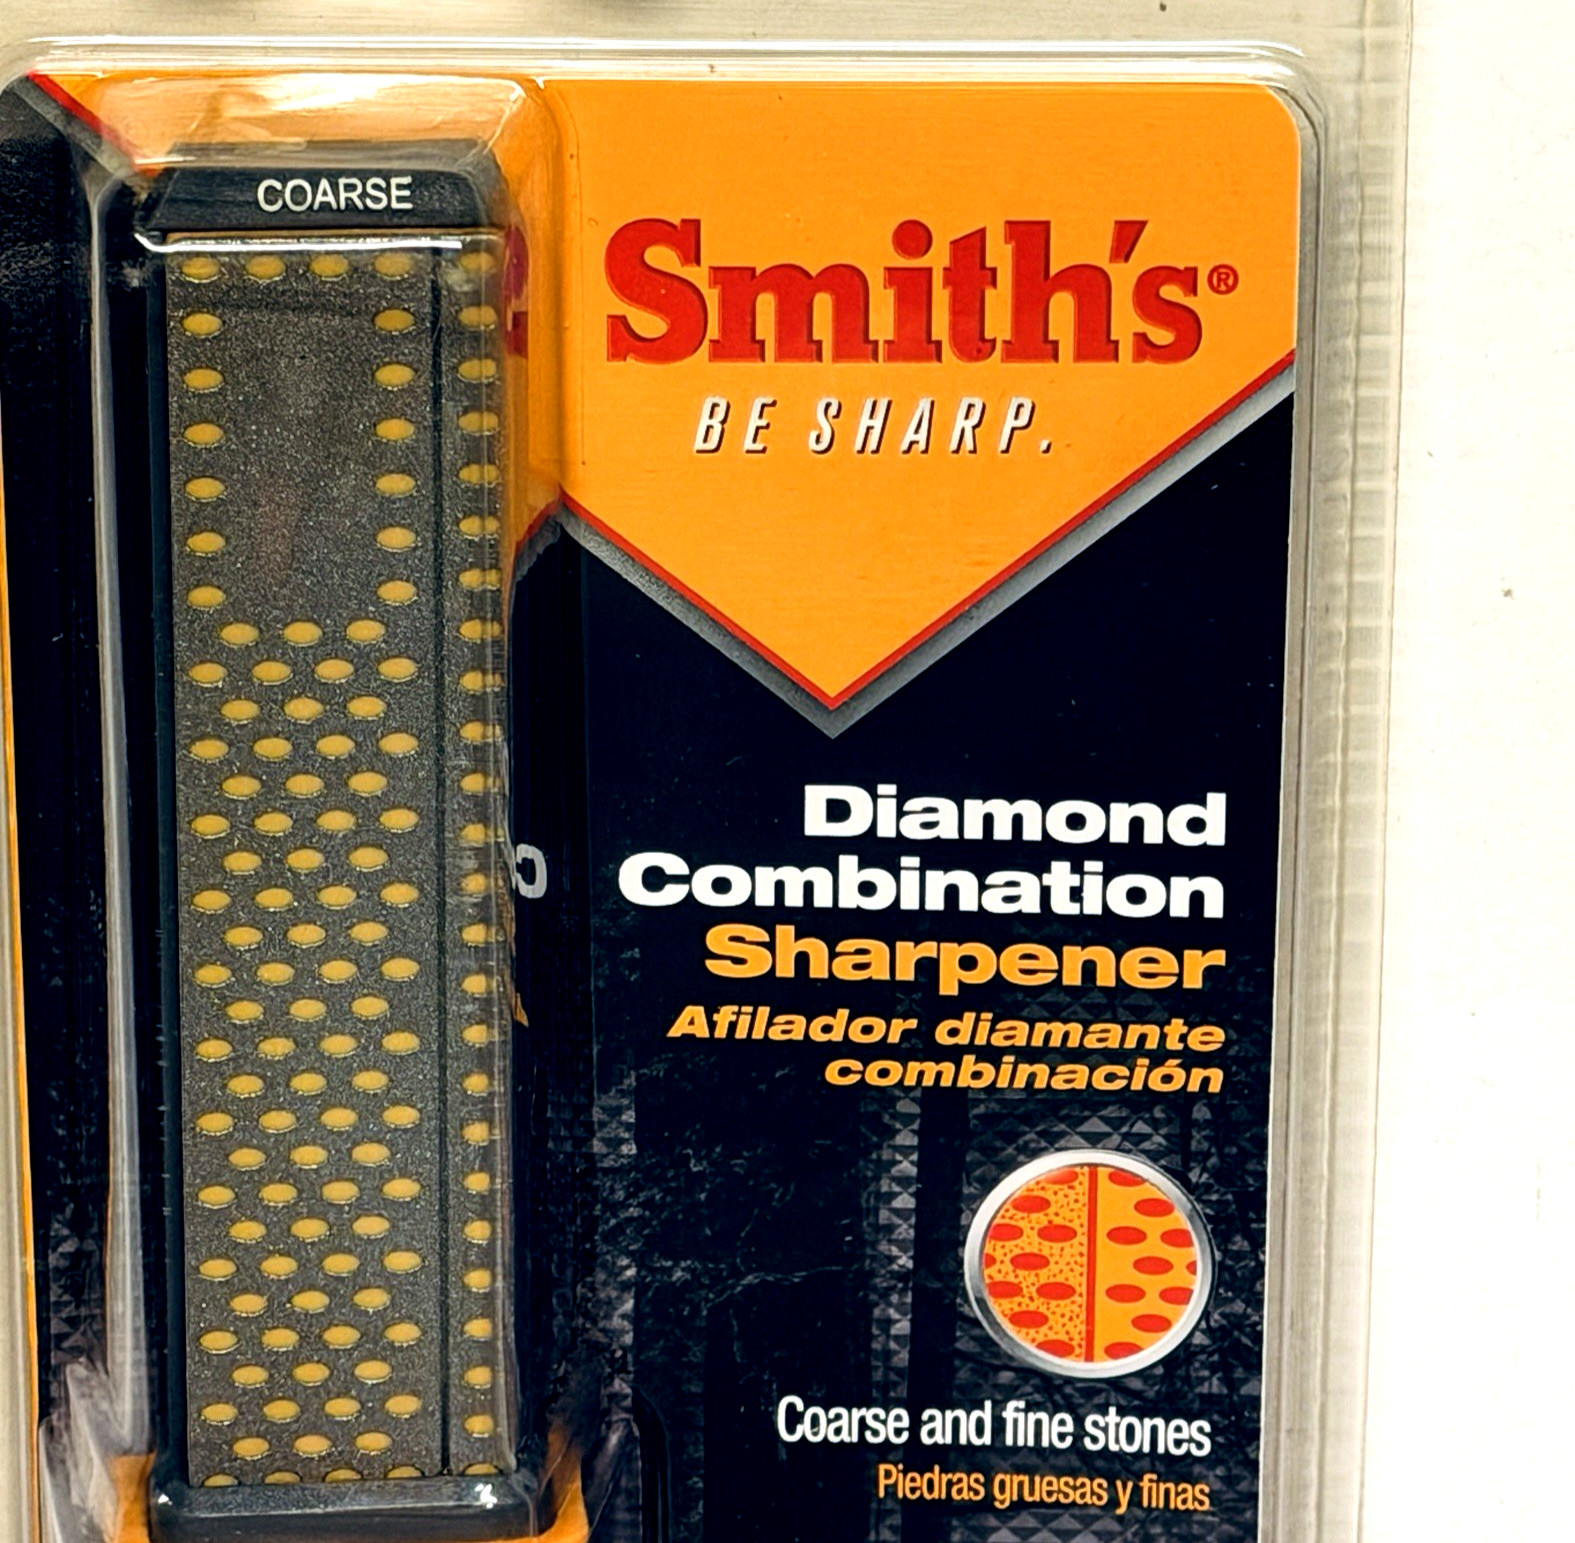 COARSE
Smith's®
BE SHARP.
Diamond
Combination
Sharpener
Afilador diamante
combinación
Coarse and fine stones
Piedras gruesas y finas